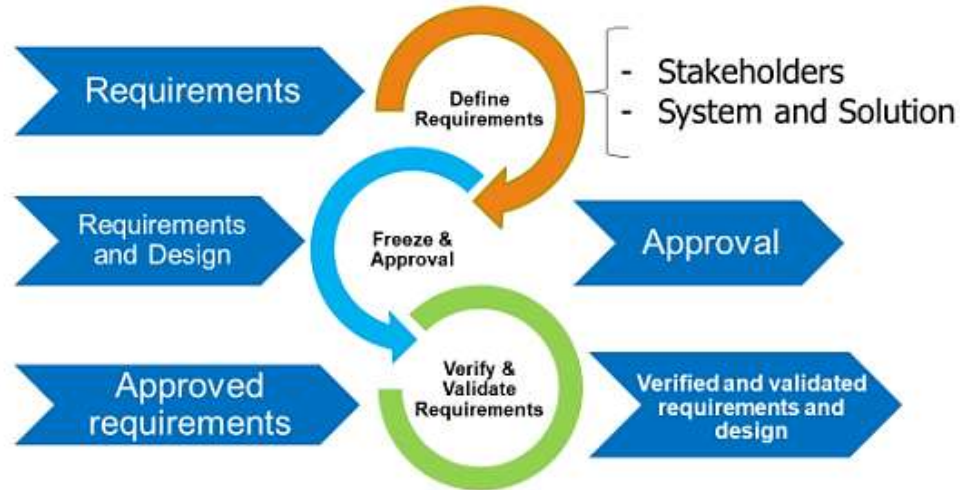 Requirements
Define
Requirements
- Stakeholders
- System and Solution
Requirements
and Design
Freeze &
Approval
Approval
Approved
requirements
Verify &
Validate
Requirements
Verified and validated
requirements and
design